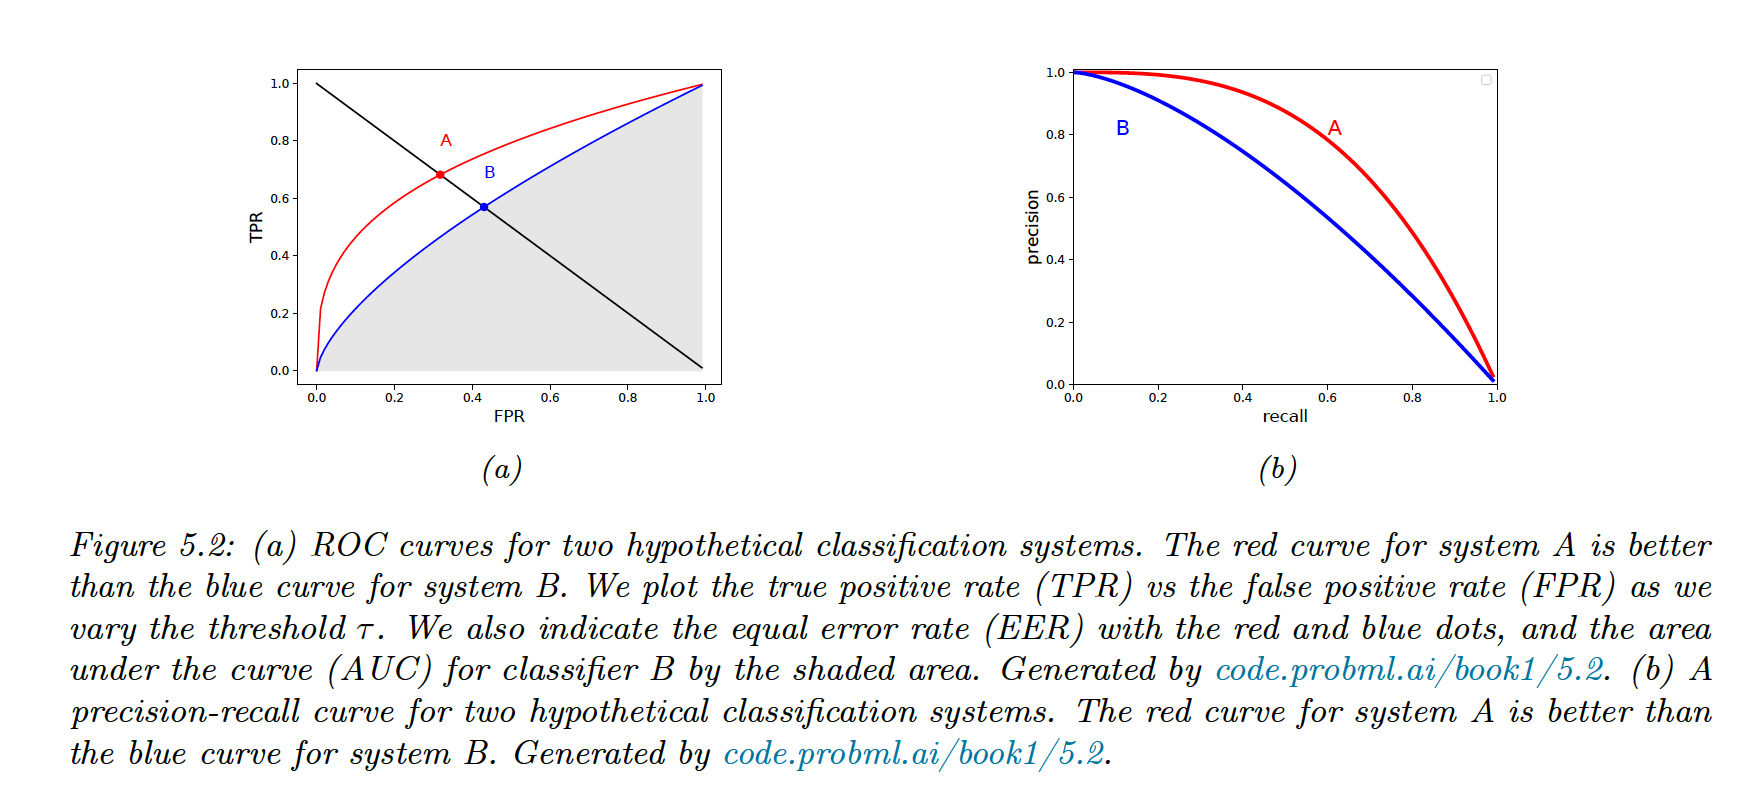 1.0
0.8
0.6
0.4
0.2
0.0
TPR
A
B
0.0 0.2 0.4 0.6 0.8 1.0
FPR
(a)
1.0
0.8
0.6
0.4
0.2
0.0
precision
B
A
0.0 0.2 0.4 0.6 0.8 1.0
recall
(b)
Figure 5.2: (a) ROC curves for two hypothetical classification systems. The red curve for system A is better
than the blue curve for system B. We plot the true positive rate (TPR) vs the false positive rate (FPR) as we
vary the threshold τ. We also indicate the equal error rate (EER) with the red and blue dots, and the area
under the curve (AUC) for classifier B by the shaded area. Generated by code.probml.ai/book1/5.2. (b) A
precision-recall curve for two hypothetical classification systems. The red curve for system A is better than
the blue curve for system B. Generated by code.probml.ai/book1/5.2.